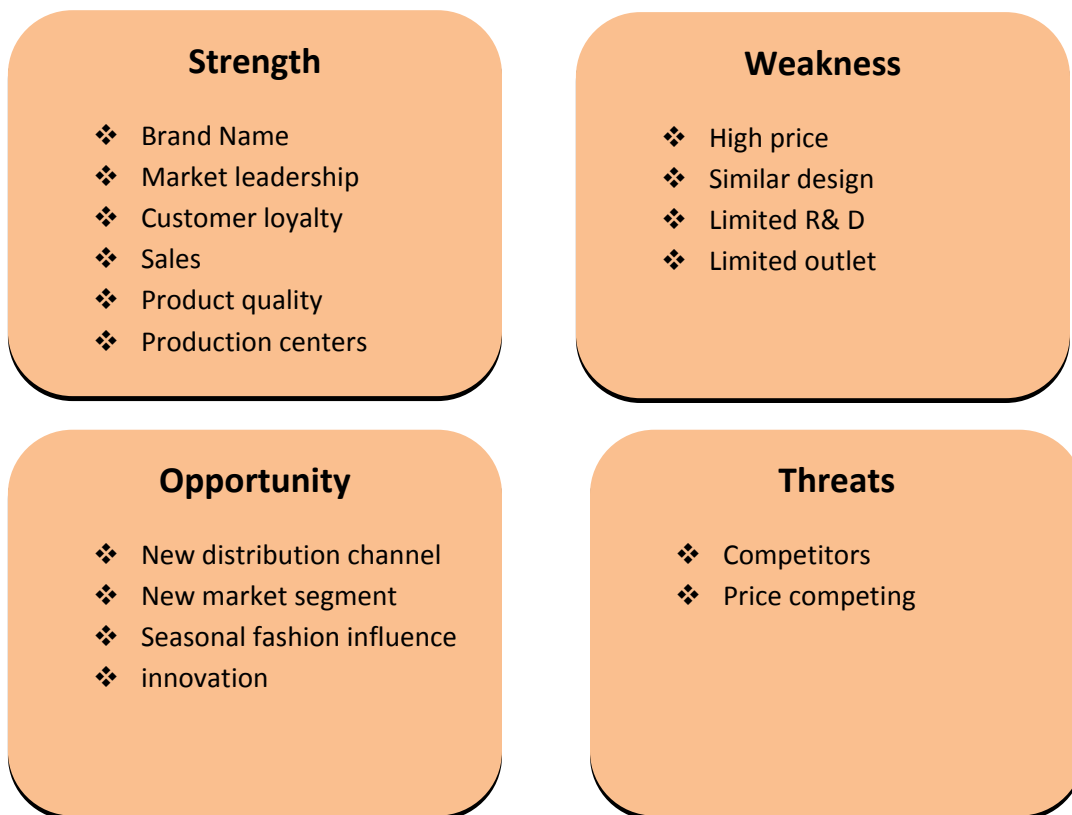 Strength
❖ Brand Name
❖ Market leadership
❖ Customer loyalty
❖ Sales
❖ Product quality
❖ Production centers
Weakness
❖ High price
❖ Similar design
❖ Limited R& D
❖ Limited outlet
Opportunity
❖ New distribution channel
❖ New market segment
❖ Seasonal fashion influence
❖ innovation
Threats
❖ Competitors
❖ Price competing